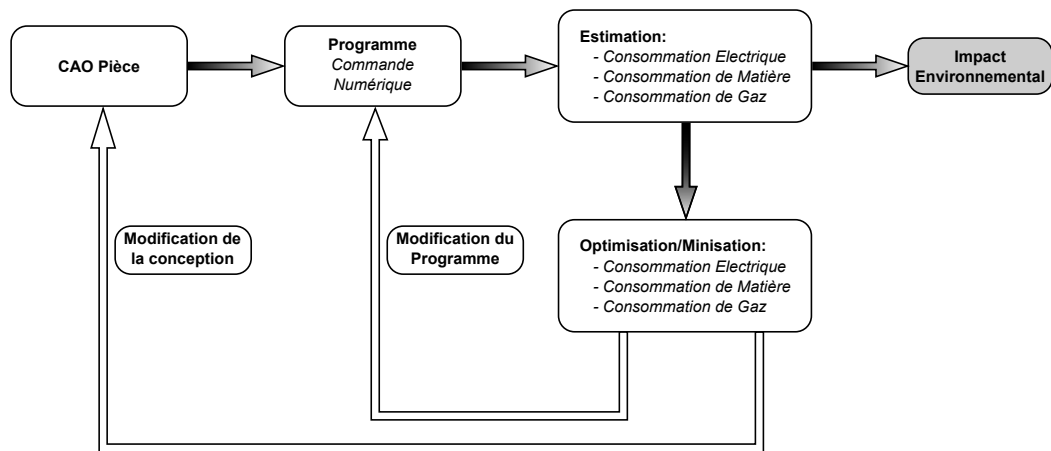 CAO Pièce
Programme
Commande
Numérique
Estimation:
- Consommation Electrique
- Consommation de Matière
- Consommation de Gaz
Impact
Environnemental
Modification de
la conception
Modification du
Programme
Optimisation/Minisation:
- Consommation Electrique
- Consommation de Matière
- Consommation de Gaz